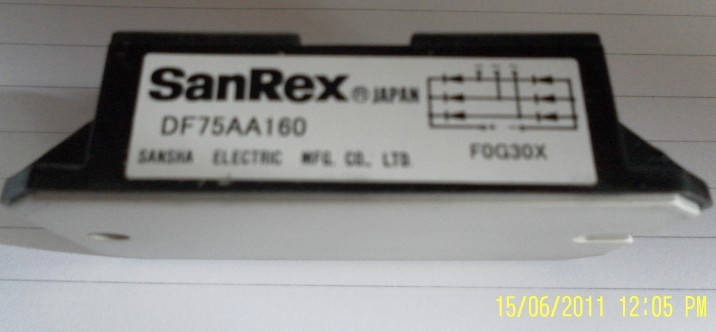 SanRex ® JAPAN
DF75AA160
SANSHA ELECTRIC MFG. CO., LTD.
F0G30X
15/06/2011 12:05 PM